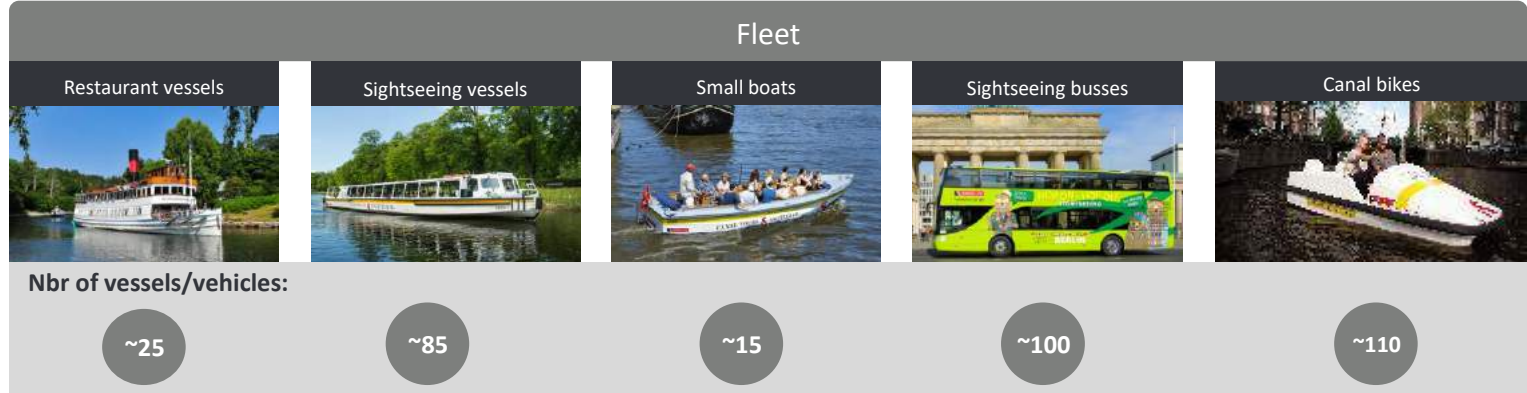 Fleet
Restaurant vessels
Sightseeing vessels
Small boats
Sightseeing busses
Canal bikes
Nbr of vessels/vehicles:
~25
~85
~15
~100
~110